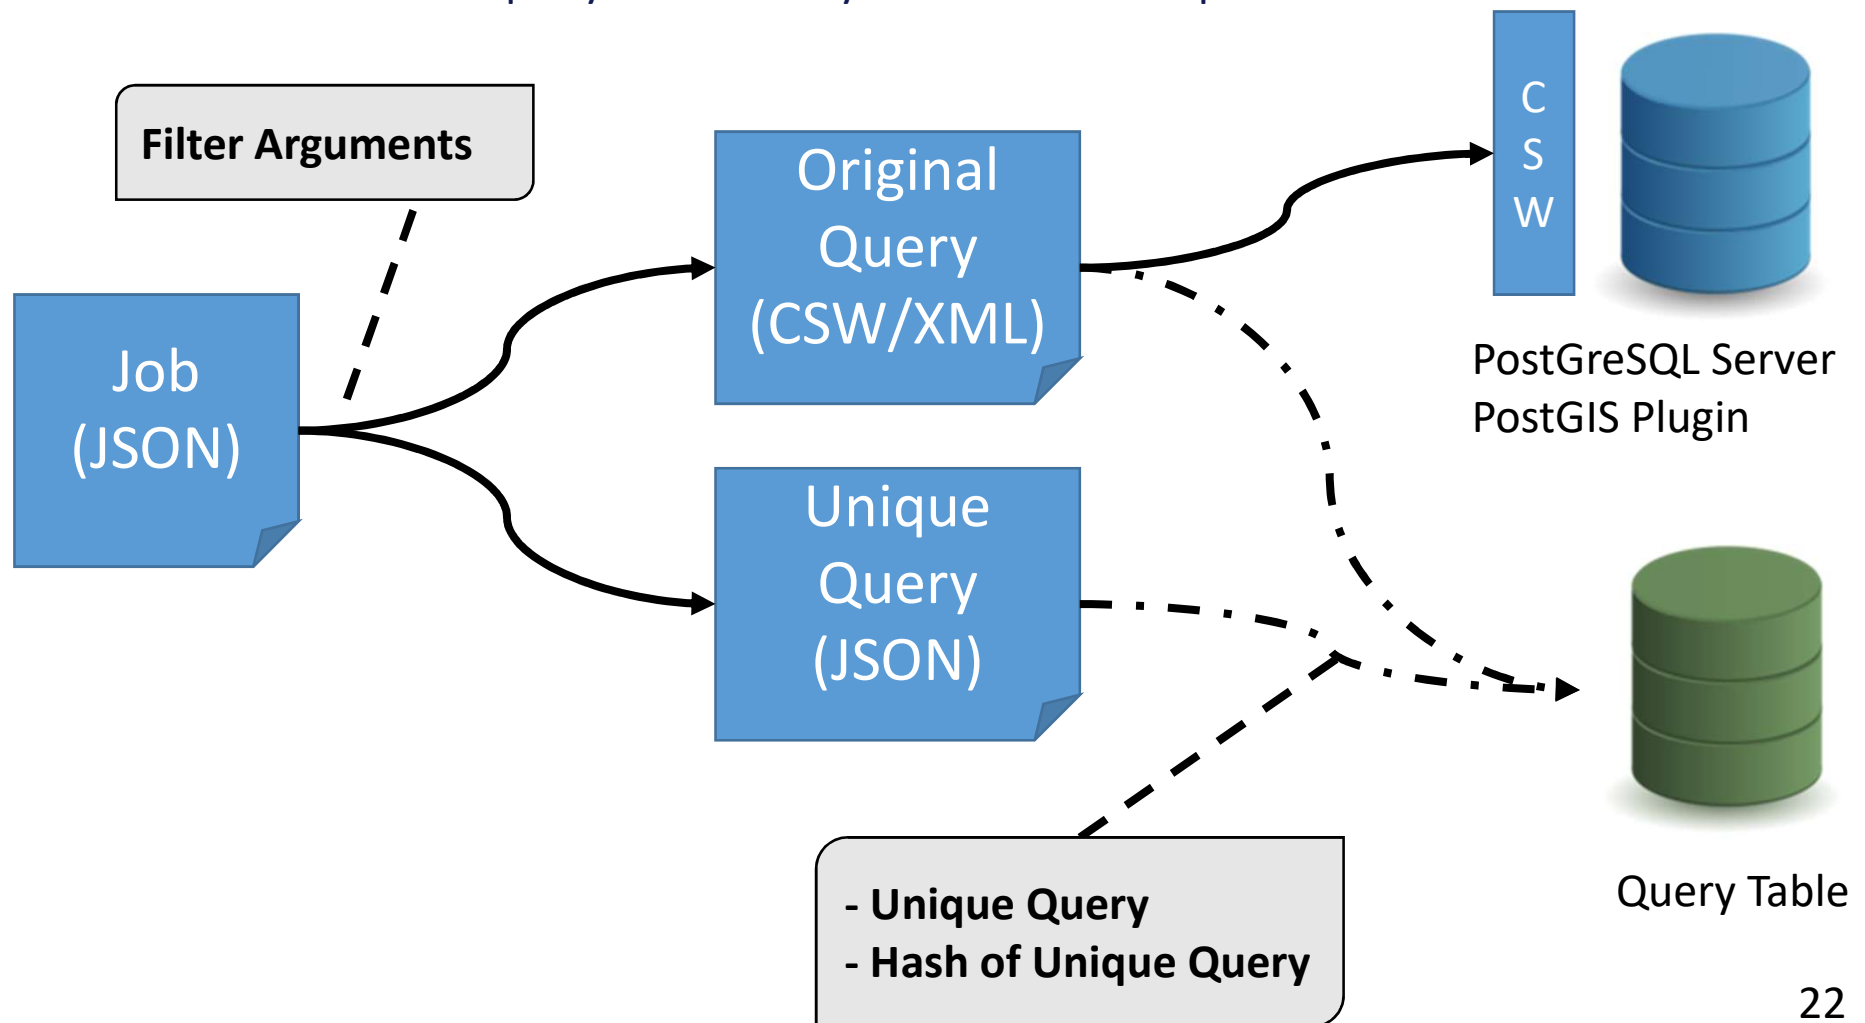 Filter Arguments
Job
(JSON)
Original
Query
(CSW/XML)
Unique
Query
(JSON)
C
S
W
PostGreSQL Server
PostGIS Plugin
Query Table
- Unique Query
- Hash of Unique Query
22